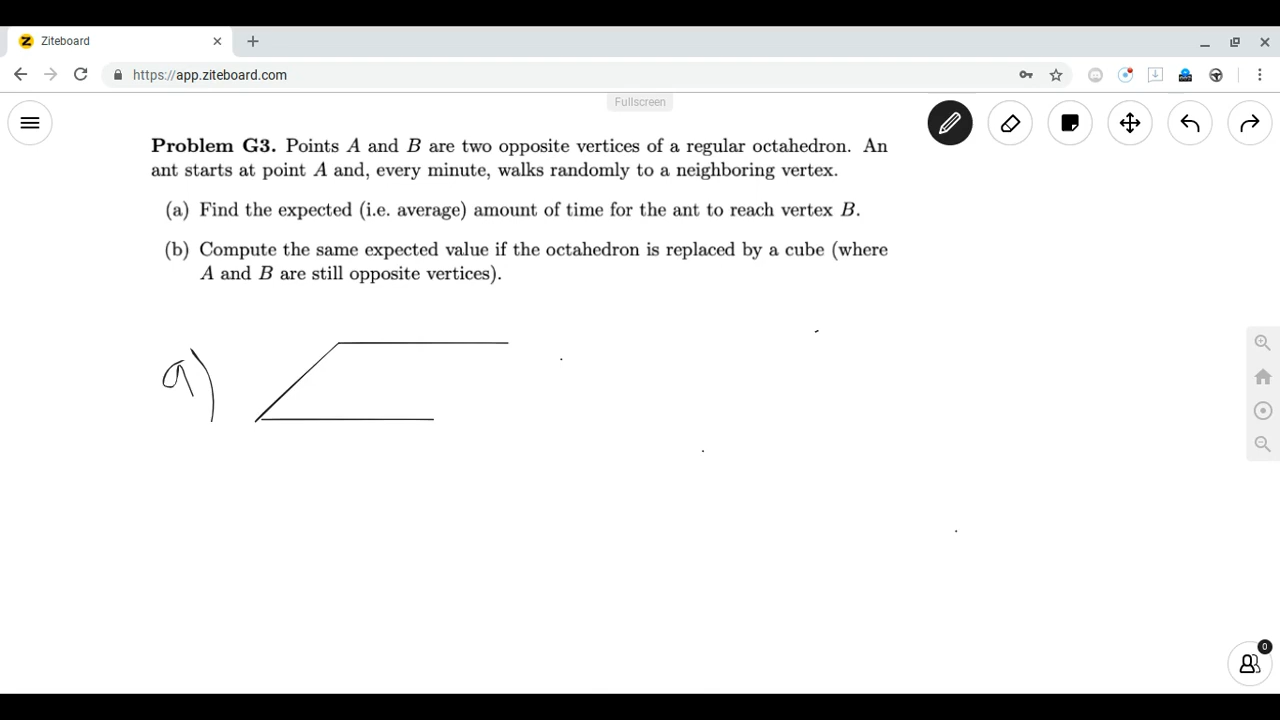 Ziteboard
https://app.ziteboard.com
Fullscreen
Problem G3. Points A and B are two opposite vertices of a regular octahedron. An
ant starts at point A and, every minute, walks randomly to a neighboring vertex.
(a) Find the expected (i.e. average) amount of time for the ant to reach vertex B.
(b) Compute the same expected value if the octahedron is replaced by a cube (where
A and B are still opposite vertices).
a)
0